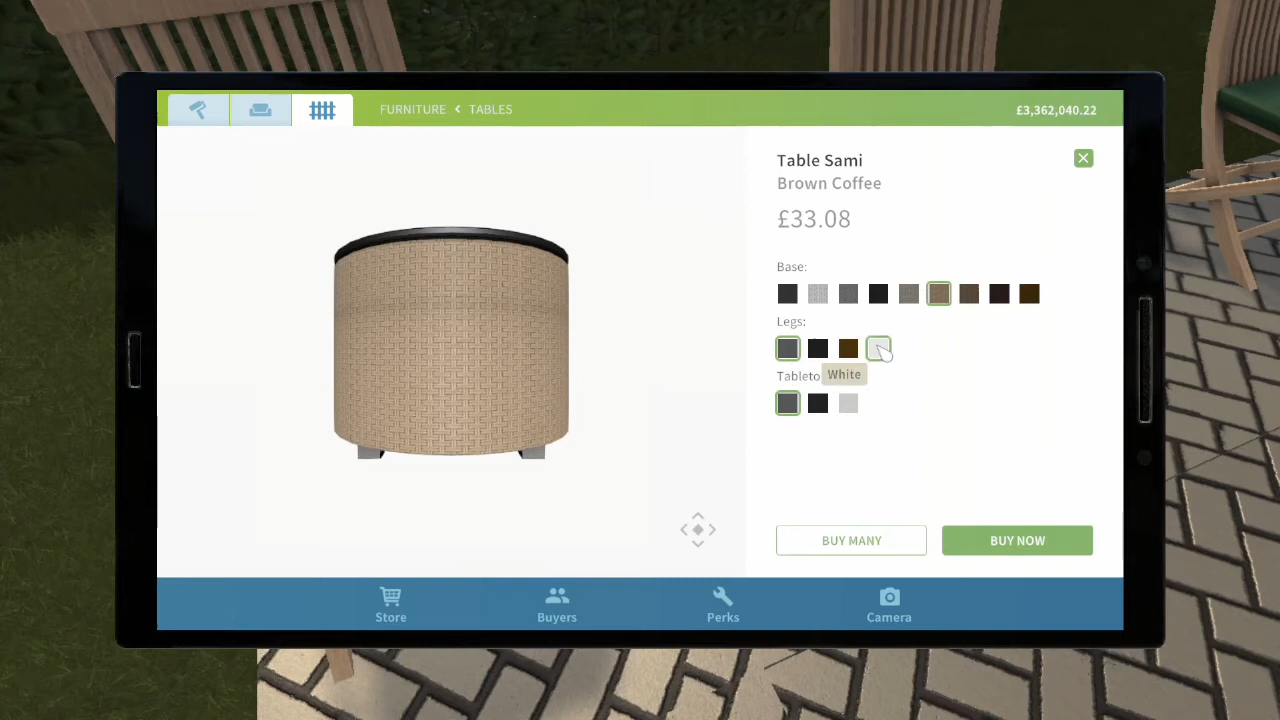 FURNITURE < TABLES
£3,362,040.22
Table Sami
Brown Coffee
£33.08
Base:
Legs:
Tableto
White
BUY MANY
BUY NOW
Store
Buyers
Perks
Camera